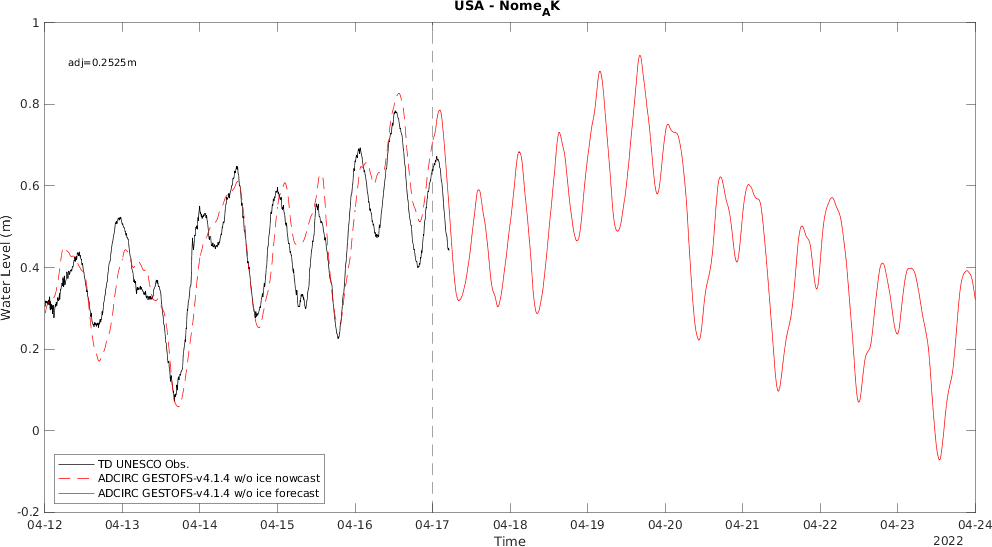 USA - Nome_AK
1
adj=0.2525m
0.8
0.6
0.4
0.2
0
-0.2
Water Level (m)
TD UNESCO Obs.
ADCIRC GESTOFS-v4.1.4 w/o ice nowcast
ADCIRC GESTOFS-v4.1.4 w/o ice forecast
04-12 04-13 04-14 04-15 04-16 04-17 04-18 04-19 04-20 04-21 04-22 04-23 04-24
Time
2022